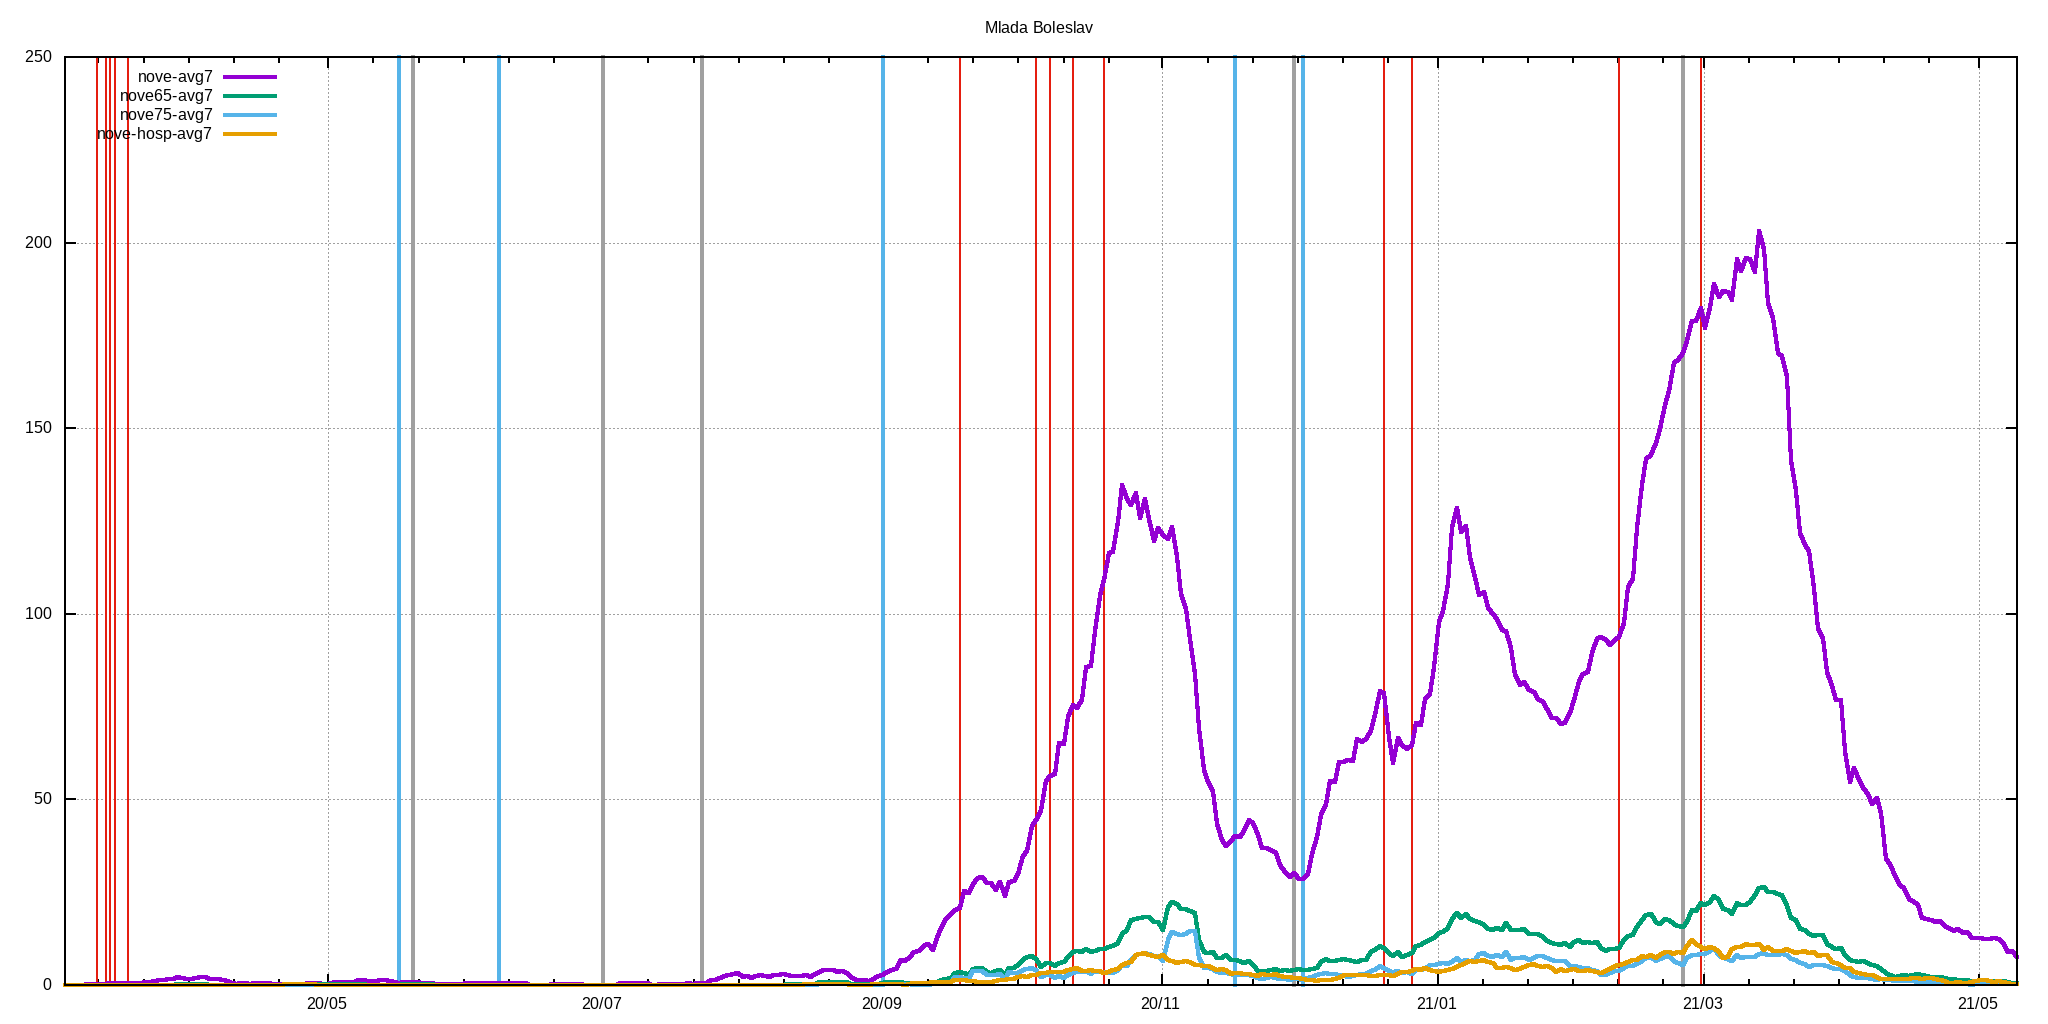 Mlada Boleslav
250
200
150
100
50
0
nove-avg7
nove65-avg7
nove75-avg7
nove-hosp-avg7
20/05 20/07 20/09 20/11 21/01 21/03 21/05